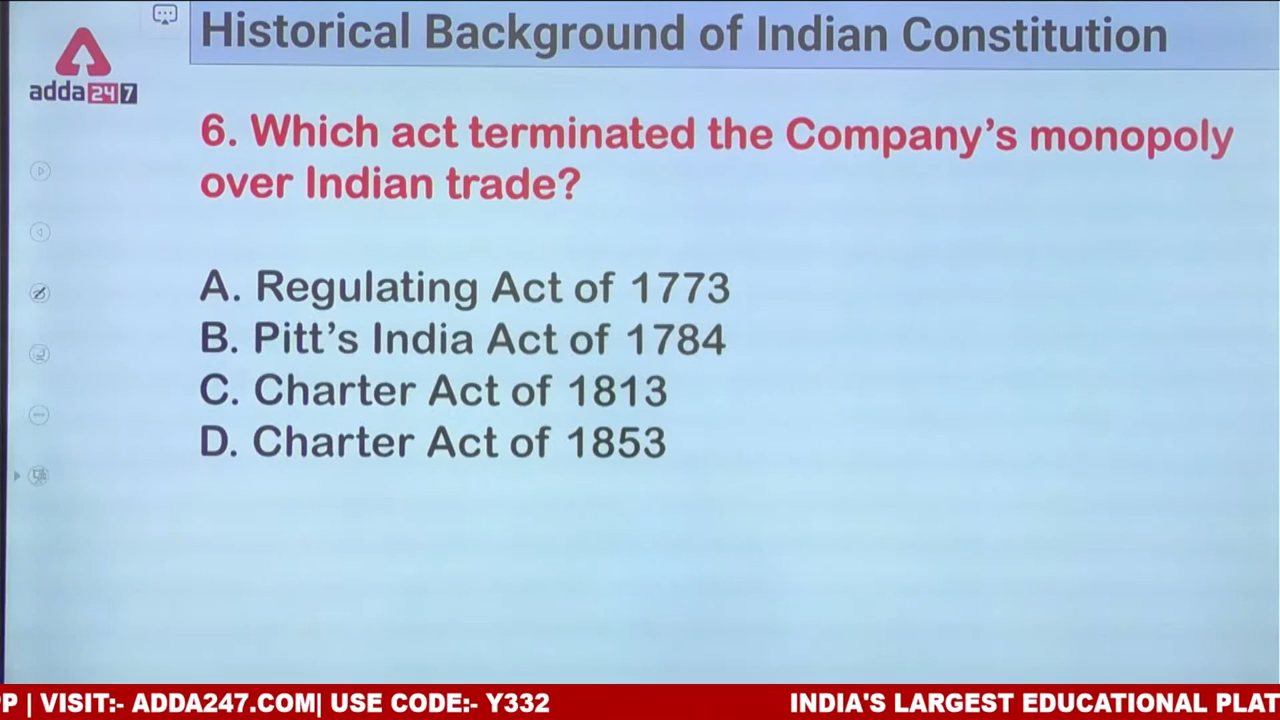 Historical Background of Indian Constitution
adda247
6. Which act terminated the Company's monopoly
over Indian trade?
A. Regulating Act of 1773
B. Pitt's India Act of 1784
C. Charter Act of 1813
D. Charter Act of 1853
P | VISIT:- ADDA247.COM| USE CODE:- Y332 INDIA'S LARGEST EDUCATIONAL PLAT